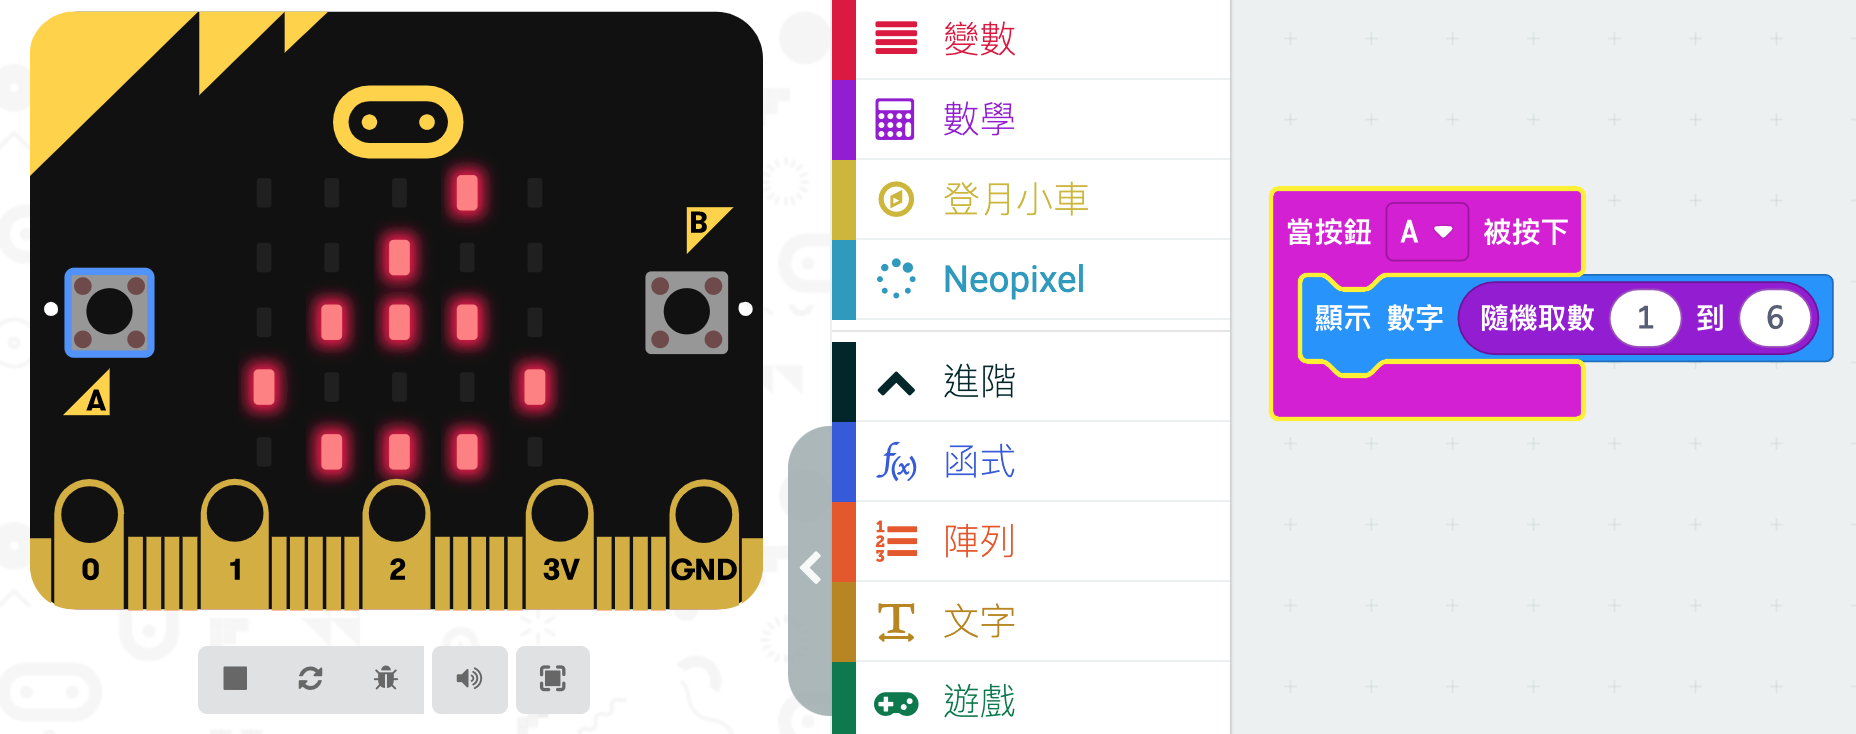 B
A
0 1 2 3V GND
變數
數學
登月小車
Neopixel
進階
函式
陣列
文字
遊戲
當按鈕 A 被按下
顯示 數字 隨機取數 1 到 6